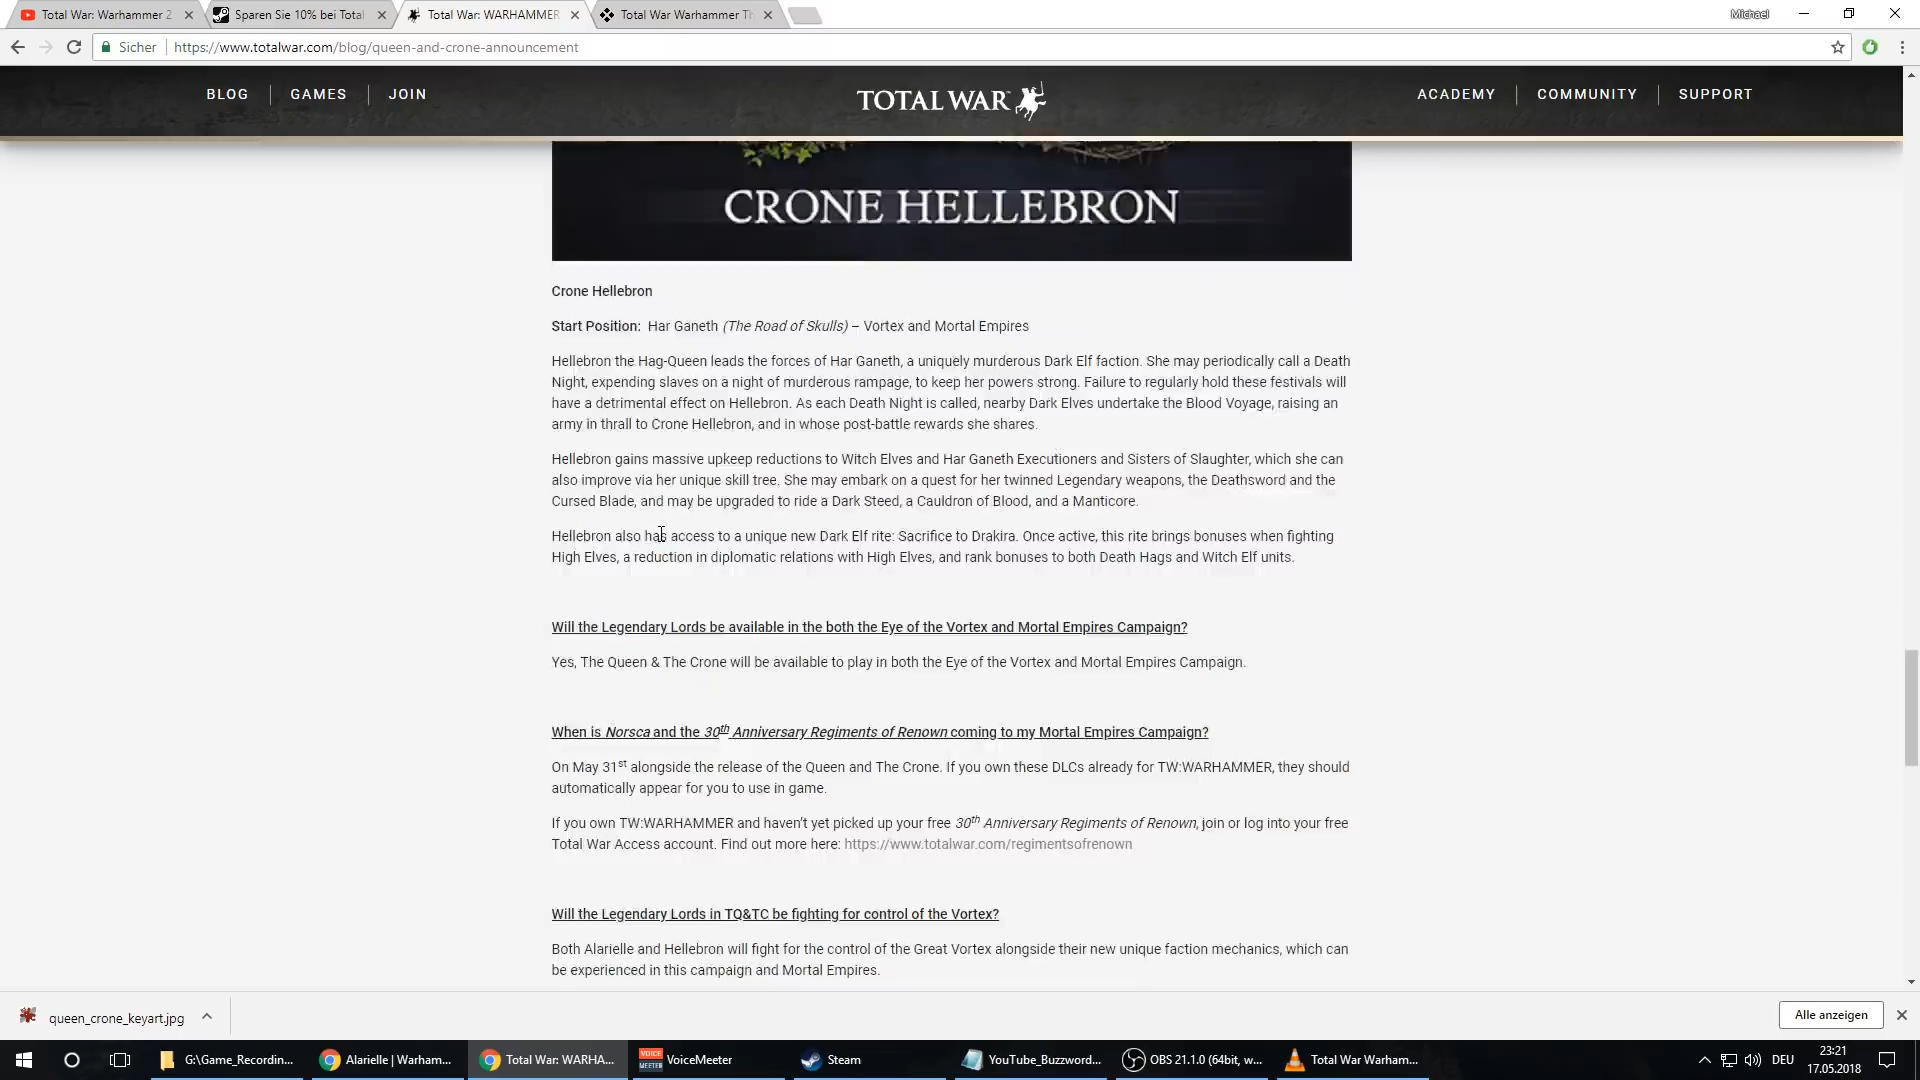 Total War: Warhammer 2
Sparen Sie 10% bei Total
Total War: WARHAMMER
Total War Warhammer Th
Michael
Sicher
https://www.totalwar.com/blog/queen-and-crone-announcement
BLOG
GAMES
JOIN
TOTAL WAR
ACADEMY
COMMUNITY
SUPPORT
CRONE HELLEBRON
Crone Hellebron
Start Position: Har Ganeth (The Road of Skulls) – Vortex and Mortal Empires
Hellebron the Hag-Queen leads the forces of Har Ganeth, a uniquely murderous Dark Elf faction. She may periodically call a Death
Night, expending slaves on a night of murderous rampage, to keep her powers strong. Failure to regularly hold these festivals will
have a detrimental effect on Hellebron. As each Death Night is called, nearby Dark Elves undertake the Blood Voyage, raising an
army in thrall to Crone Hellebron, and in whose post-battle rewards she shares.
Hellebron gains massive upkeep reductions to Witch Elves and Har Ganeth Executioners and Sisters of Slaughter, which she can
also improve via her unique skill tree. She may embark on a quest for her twinned Legendary weapons, the Deathsword and the
Cursed Blade, and may be upgraded to ride a Dark Steed, a Cauldron of Blood, and a Manticore.
Hellebron also has access to a unique new Dark Elf rite: Sacrifice to Drakira. Once active, this rite brings bonuses when fighting
High Elves, a reduction in diplomatic relations with High Elves, and rank bonuses to both Death Hags and Witch Elf units.
Will the Legendary Lords be available in the both the Eye of the Vortex and Mortal Empires Campaign?
Yes, The Queen & The Crone will be available to play in both the Eye of the Vortex and Mortal Empires Campaign.
When is Norsca and the 30th Anniversary Regiments of Renown coming to my Mortal Empires Campaign?
On May 31st alongside the release of the Queen and The Crone. If you own these DLCs already for TW:WARHAMMER, they should
automatically appear for you to use in game.
If you own TW:WARHAMMER and haven't yet picked up your free 30th Anniversary Regiments of Renown, join or log into your free
Total War Access account. Find out more here: https://www.totalwar.com/regimentsofrenown
Will the Legendary Lords in TQ&TC be fighting for control of the Vortex?
Both Alarielle and Hellebron will fight for the control of the Great Vortex alongside their new unique faction mechanics, which can
be experienced in this campaign and Mortal Empires.
queen_crone_keyart.jpg
Alle anzeigen
G:\Game_Recordin...
Alarielle | Warham...
Total War: WARHA...
VOICE MEETER
VoiceMeeter
Steam
YouTube_Buzzword...
OBS 21.1.0 (64bit, w...
Total War Warham...
DEU
23:21
17.05.2018